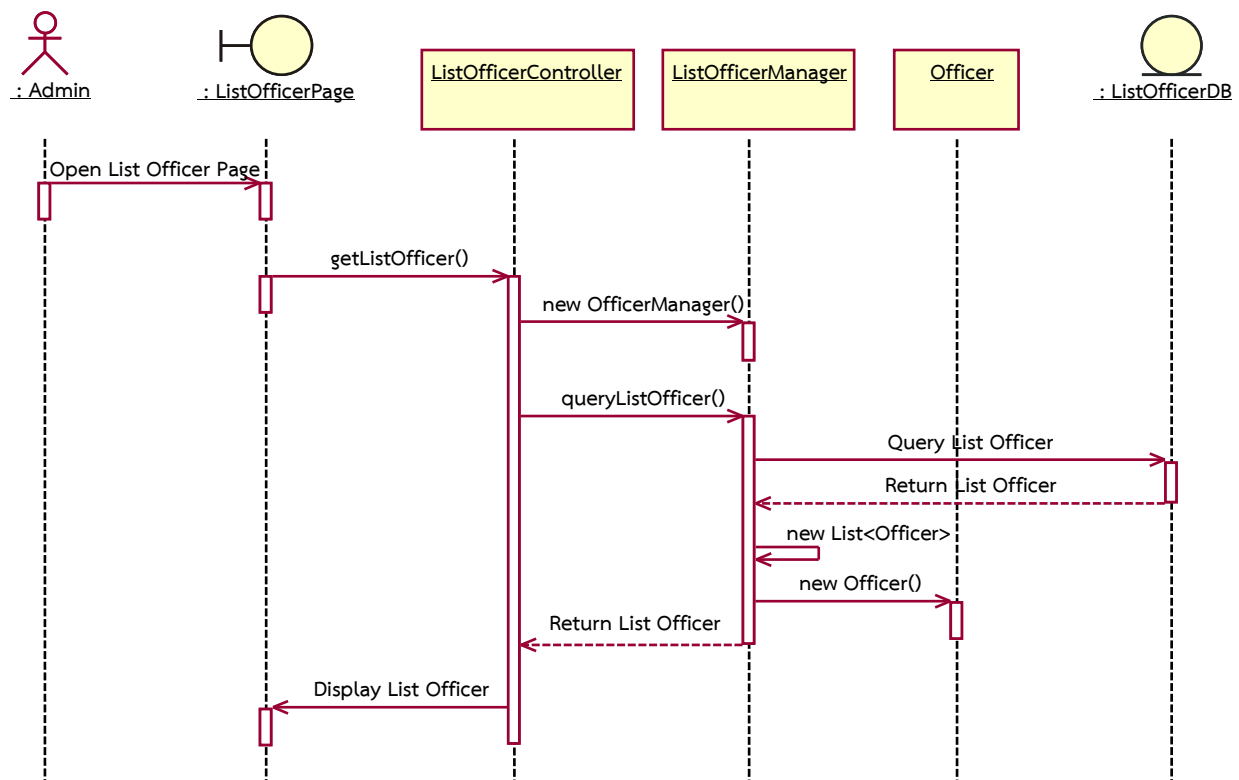 : Admin
: ListOfficerPage
ListOfficerController
ListOfficerManager
Officer
: ListOfficerDB
Open List Officer Page
getListOfficer()
new OfficerManager()
queryListOfficer()
Query List Officer
Return List Officer
new List<Officer>
new Officer()
Return List Officer
Display List Officer